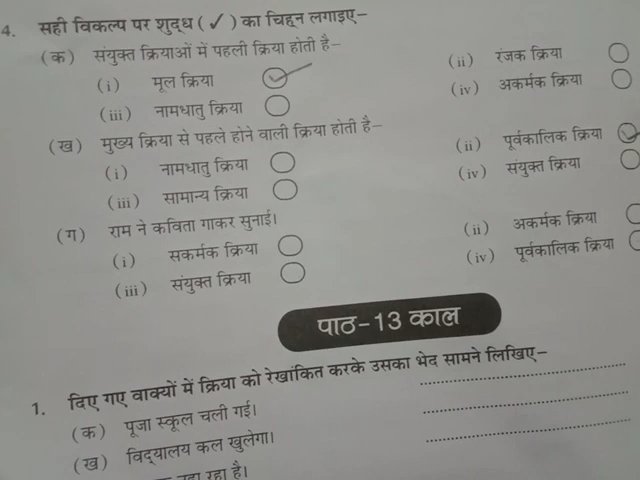 4. सही विकल्प पर शुद्ध ( ✓ ) का चिह्न लगाइए–
(क) संयुक्त क्रियाओं में पहली क्रिया होती है–
(i) मूल क्रिया (ii) रंजक क्रिया
(iii) नामधातु क्रिया (iv) अकर्मक क्रिया
(ख) मुख्य क्रिया से पहले होने वाली क्रिया होती है–
(i) नामधातु क्रिया (ii) पूर्वकालिक क्रिया
(iii) सामान्य क्रिया (iv) संयुक्त क्रिया
(ग) राम ने कविता गाकर सुनाई।
(i) सकर्मक क्रिया (ii) अकर्मक क्रिया
(iii) संयुक्त क्रिया (iv) पूर्वकालिक क्रिया
पाठ-13 काल
1. दिए गए वाक्यों में क्रिया को रेखांकित करके उसका भेद सामने लिखिए–
(क) पूजा स्कूल चली गई।
(ख) विद्यालय कल खुलेगा।
रहा है।